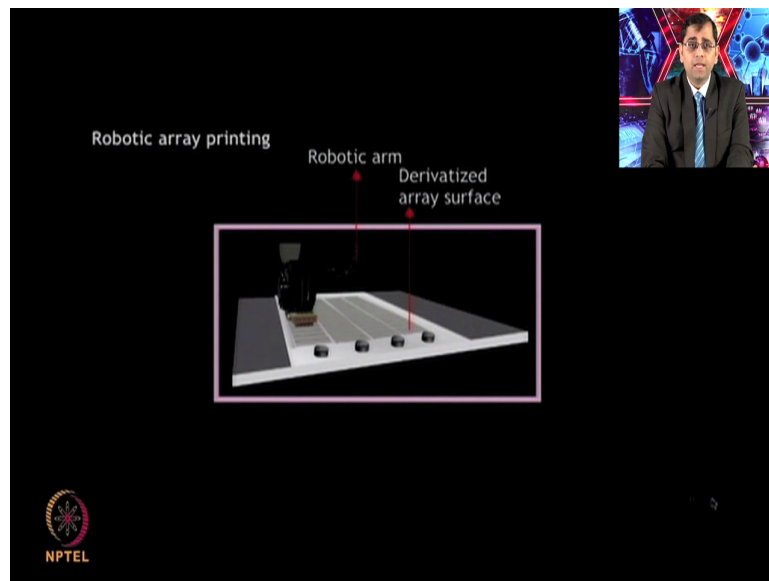 Robotic array printing
Robotic arm
Derivatized
array surface
NPTEL